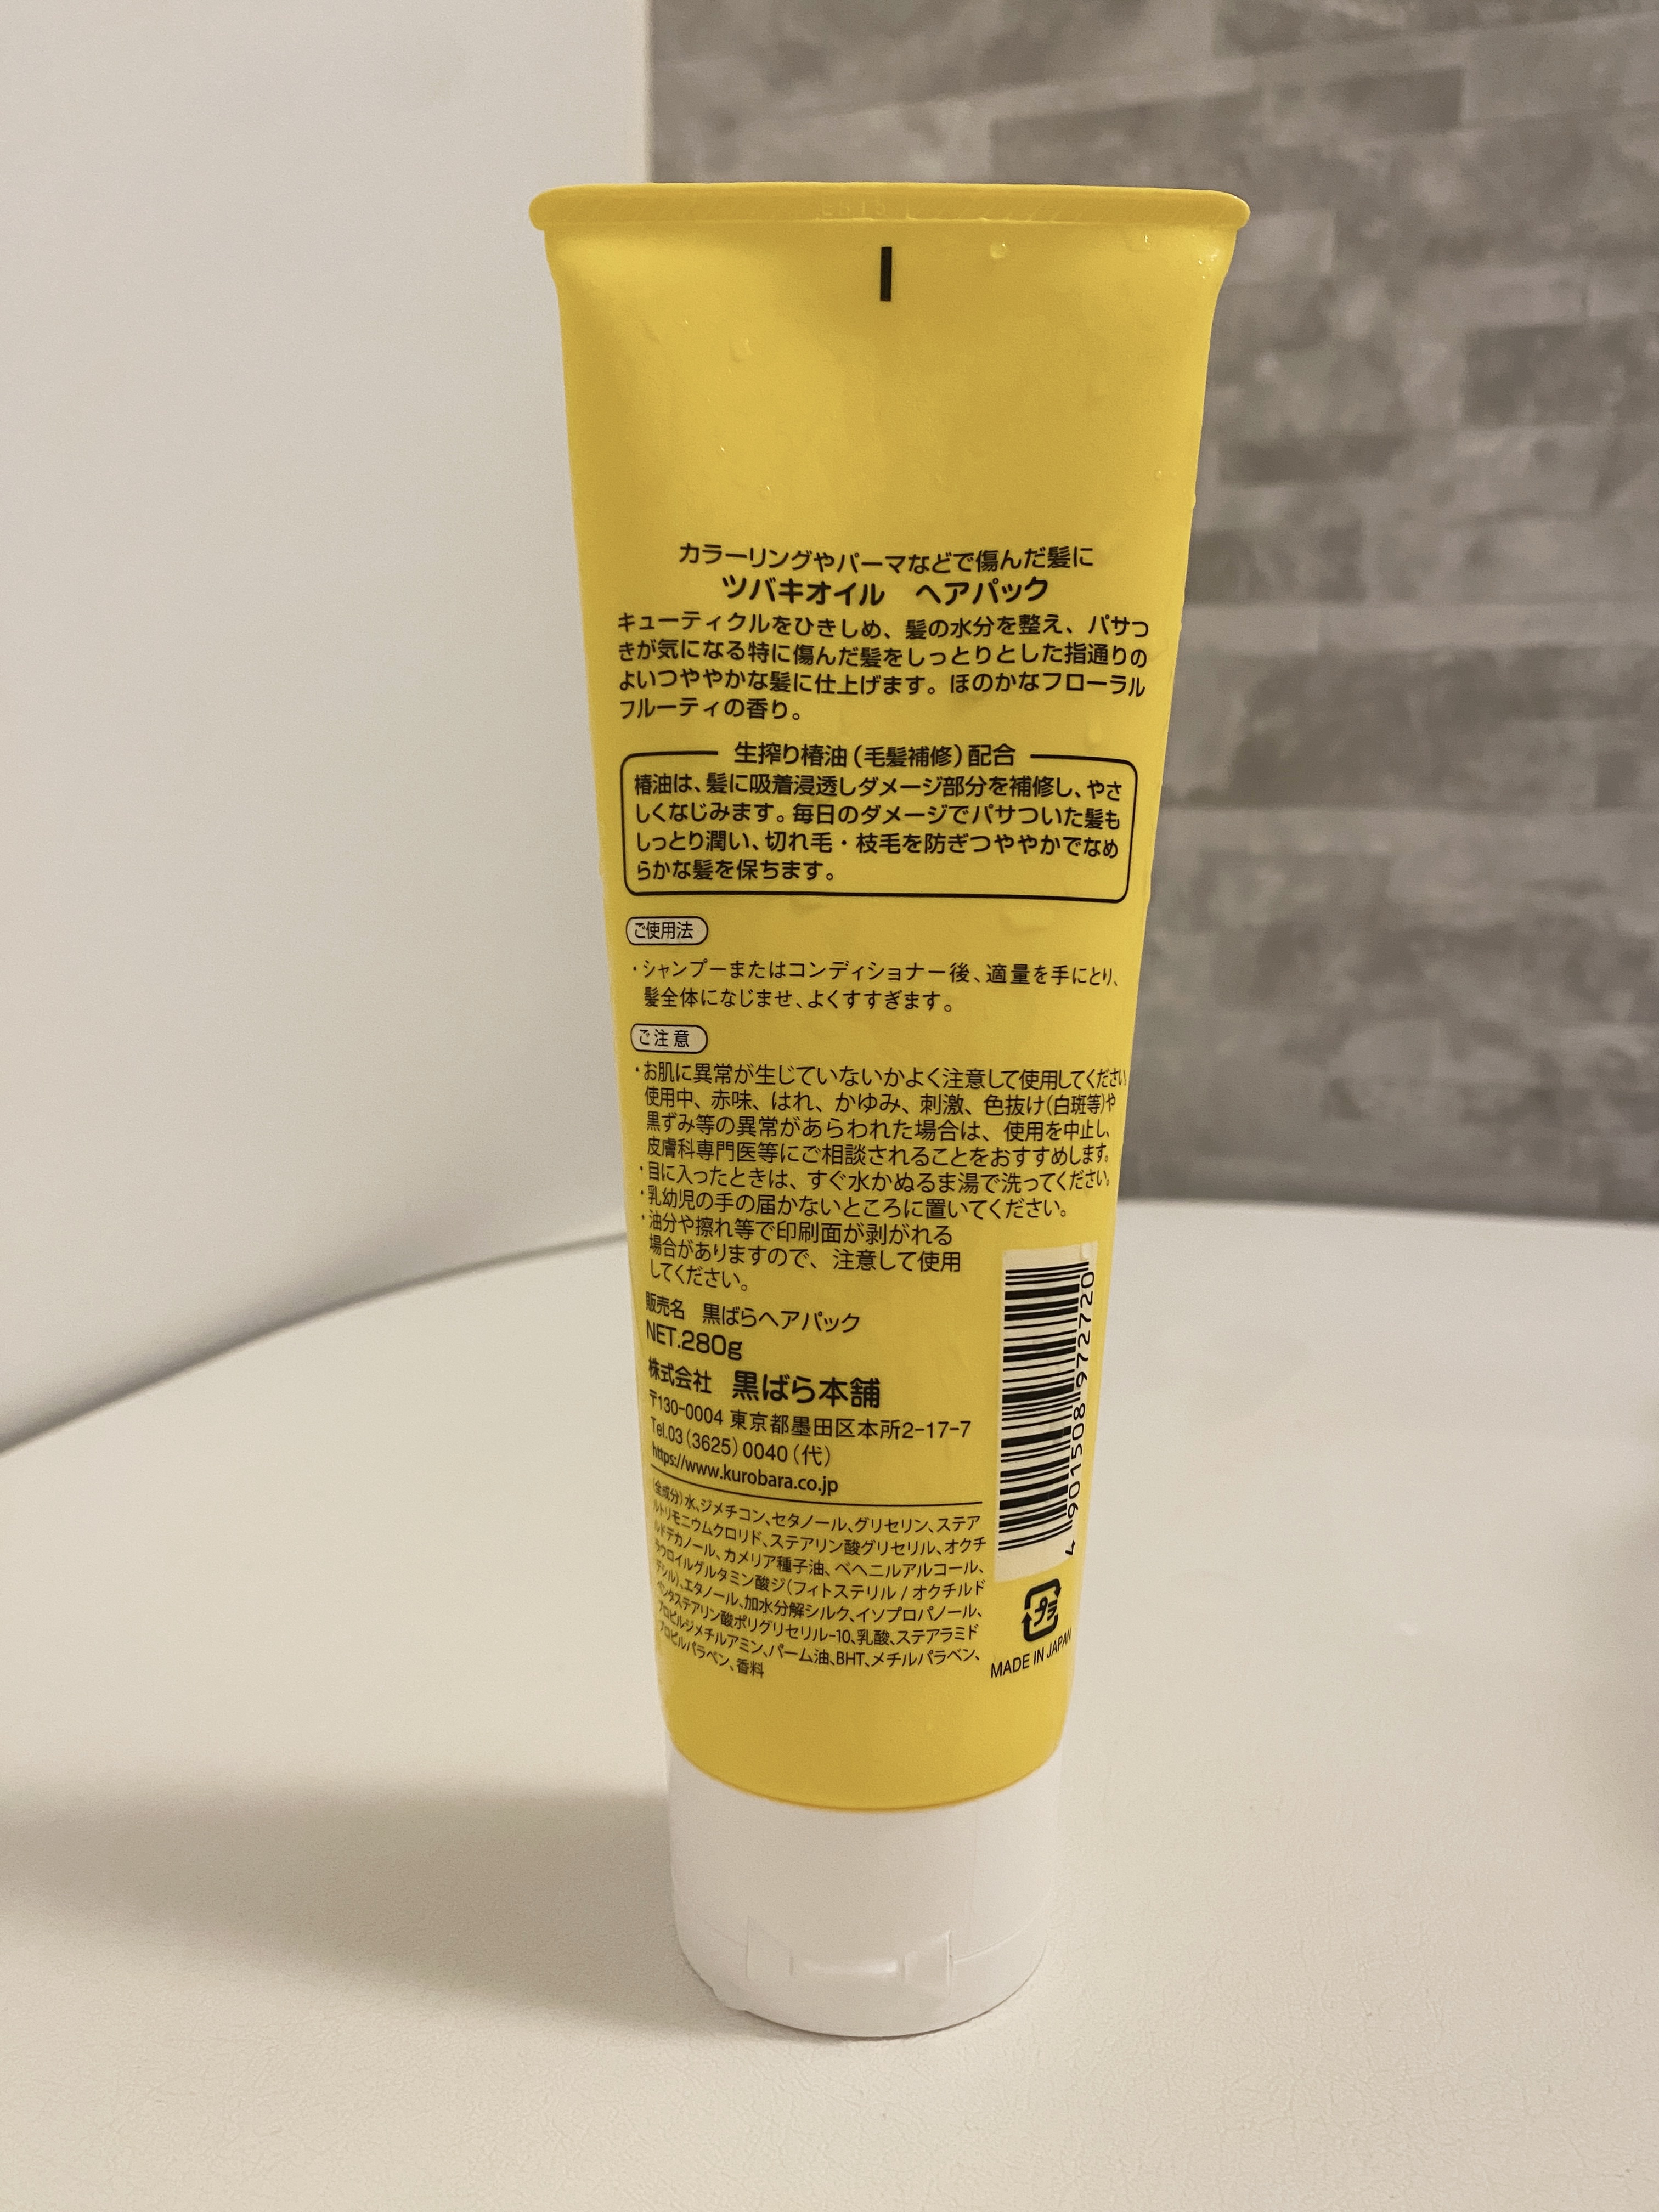 カラーリングやパーマなどで傷んだ髪に
ツバキオイル　ヘアパック
キューティクルをひきしめ、髪の水分を整え、パサつ
きが気になる特に傷んだ髪をしっとりとした指通りの
よいつややかな髪に仕上げます。ほのかなフローラル
フルーティの香り。
生搾り椿油(毛髪補修)配合
椿油は、髪に吸着浸透しダメージ部分を補修し、やさ
しくなじみます。毎日のダメージでパサついた髪も
しっとり潤い、切れ毛・枝毛を防ぎつややかでなめ
らかな髪を保ちます。
ご使用法
・シャンプーまたはコンディショナー後、適量を手にとり、
髪全体になじませ、よくすすぎます。
ご注意
・お肌に異常が生じていないかよく注意して使用してください。
使用中、赤味、はれ、かゆみ、刺激、色抜け(白斑等)や
黒ずみ等の異常があらわれた場合は、使用を中止し、
皮膚科専門医等にご相談されることをおすすめします。
・目に入ったときは、すぐ水かぬるま湯で洗ってください。
・乳幼児の手の届かないところに置いてください。
・油分や擦れ等で印刷面が剥がれる
場合がありますので、注意して使用
してください。
販売名　黒ばらヘアパック
NET.280g
株式会社　黒ばら本舗
〒130-0004 東京都墨田区本所2-17-7
Tel.03(3625)0040(代)
https://www.kurobara.co.jp
(全成分)水、ジメチコン、セタノール、グリセリン、ステア
ルトリモニウムクロリド、ステアリン酸グリセリル、オクチ
ルドデカノール、カメリア種子油、ベヘニルアルコール、
ラウロイルグルタミン酸ジ(フィトステリル / オクチルド
デシル)、エタノール、加水分解シルク、イソプロパノール、
ペンタステアリン酸ポリグリセリル-10、乳酸、ステアラミド
プロピルジメチルアミン、パーム油、BHT、メチルパラベン、
プロピルパラベン、香料
4 901508 972720
プラ
MADE IN JAPAN